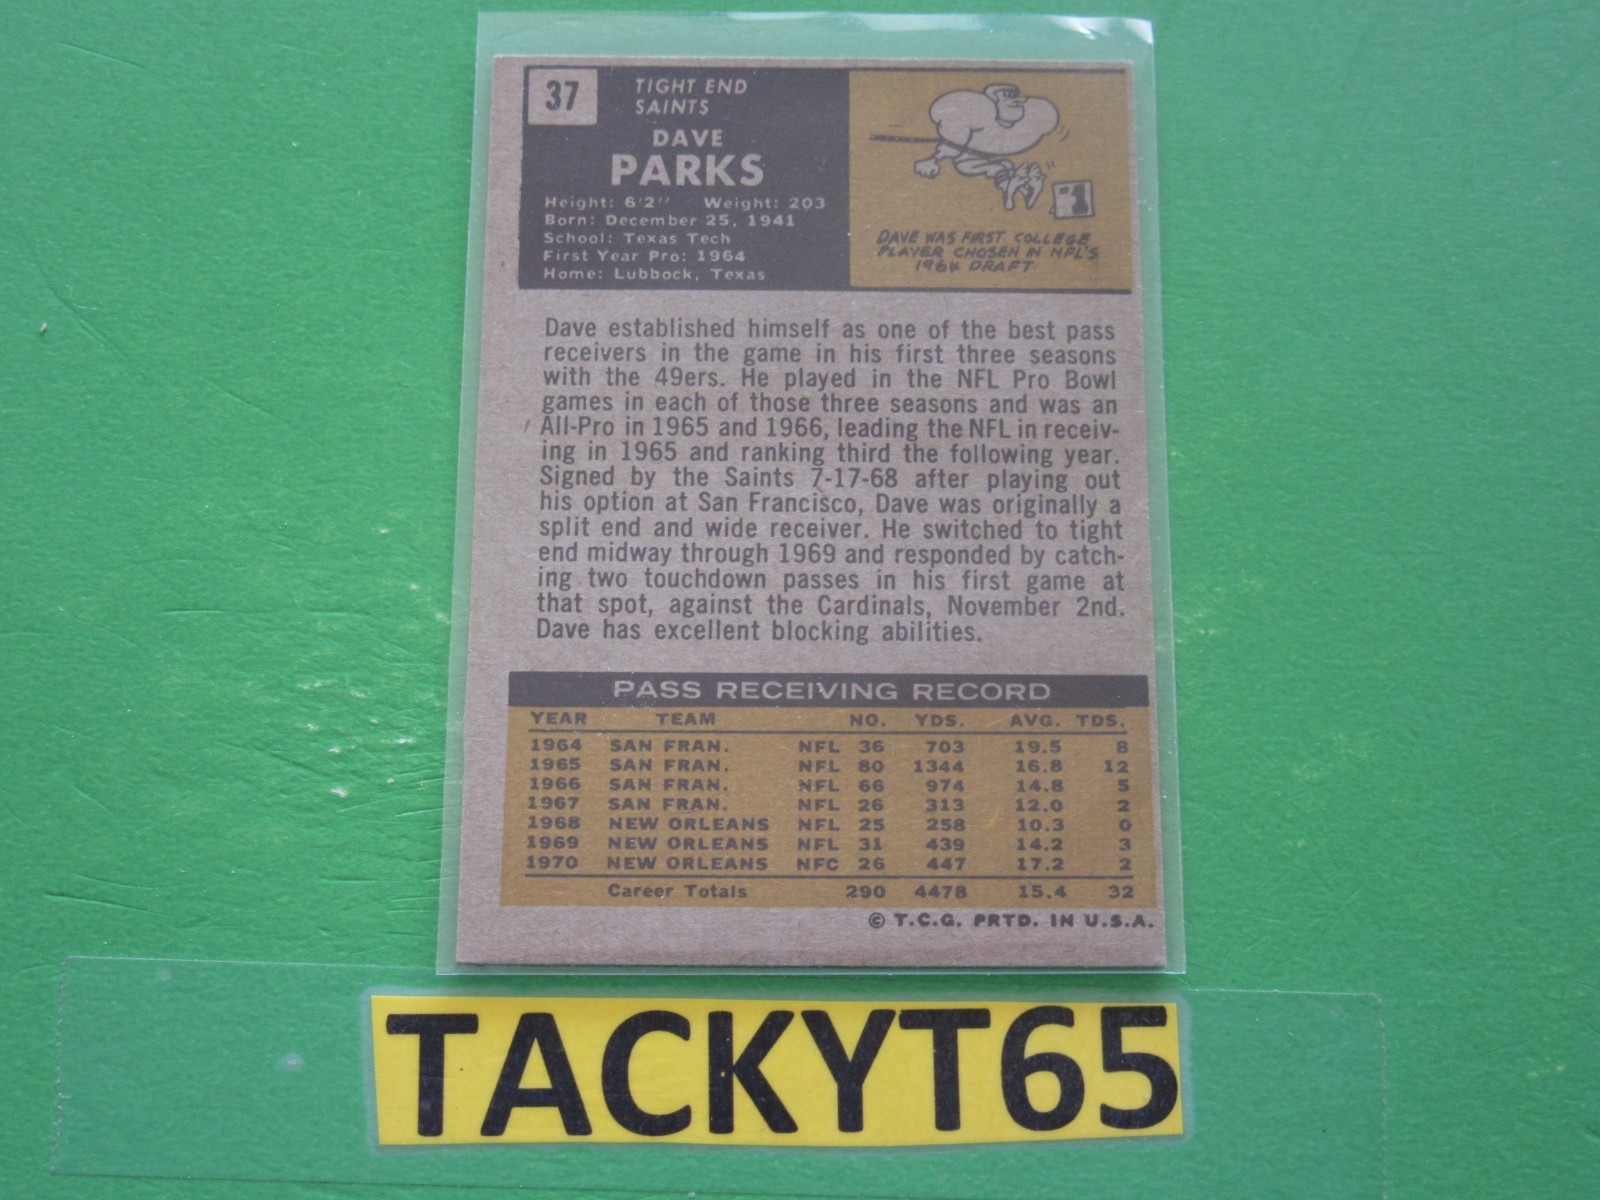 37
TIGHT END
SAINTS
DAVE
PARKS
Height: 6'2" Weight: 203
Born: December 25, 1941
School: Texas Tech
First Year Pro: 1964
Home: Lubbock, Texas
#1
DAVE WAS FIRST COLLEGE
PLAYER CHOSEN IN NFL'S
1964 DRAFT.
Dave established himself as one of the best pass
receivers in the game in his first three seasons
with the 49ers. He played in the NFL Pro Bowl
games in each of those three seasons and was an
All-Pro in 1965 and 1966, leading the NFL in receiv-
ing in 1965 and ranking third the following year.
Signed by the Saints 7-17-68 after playing out
his option at San Francisco, Dave was originally a
split end and wide receiver. He switched to tight
end midway through 1969 and responded by catch-
ing two touchdown passes in his first game at
that spot, against the Cardinals, November 2nd.
Dave has excellent blocking abilities.
PASS RECEIVING RECORD
YEAR TEAM NO. YDS. AVG. TDS.
1964 SAN FRAN. NFL 36 703 19.5 8
1965 SAN FRAN. NFL 80 1344 16.8 12
1966 SAN FRAN. NFL 66 974 14.8 5
1967 SAN FRAN. NFL 26 313 12.0 2
1968 NEW ORLEANS NFL 25 258 10.3 0
1969 NEW ORLEANS NFL 31 439 14.2 3
1970 NEW ORLEANS NFC 26 447 17.2 2
Career Totals 290 4478 15.4 32
© T.C.G. PRTD. IN U.S.A.
TACKYT65